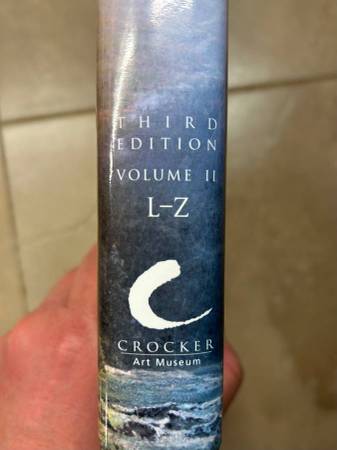 THIRD
EDITION
VOLUME II
L–Z
CROCKER
Art Museum